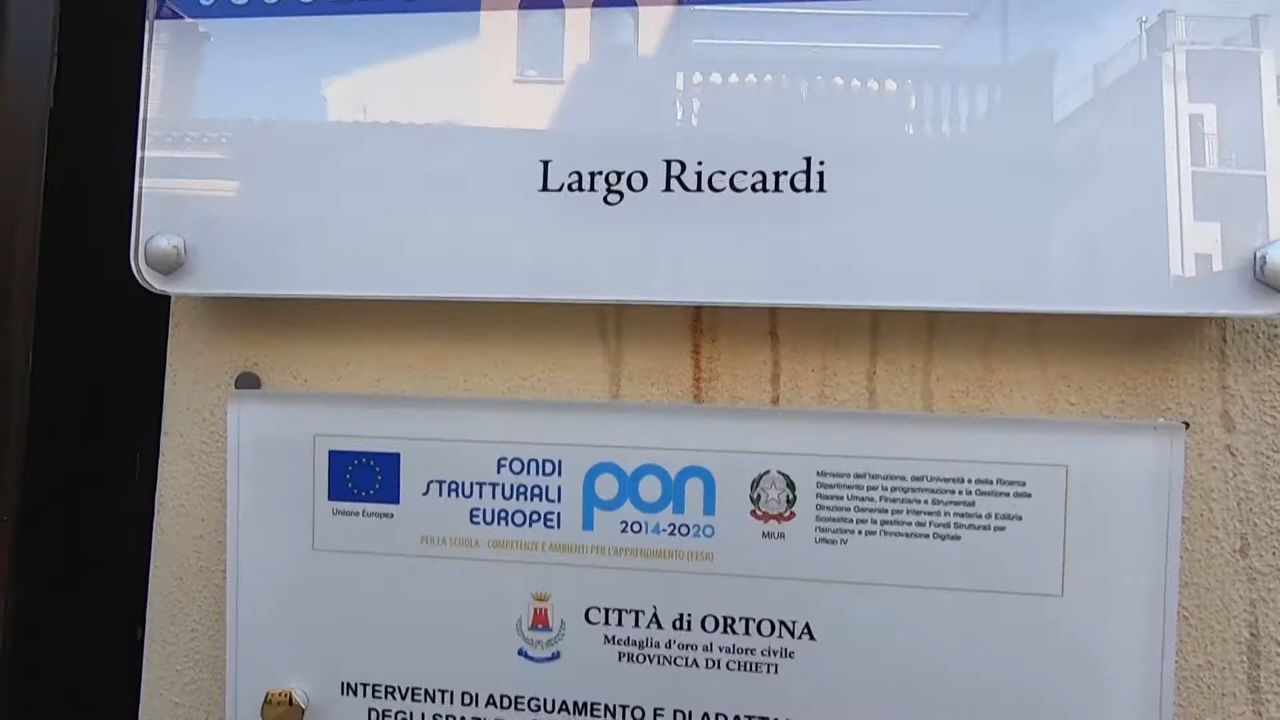 Largo Riccardi
Unione Europea
FONDI
STRUTTURALI
EUROPEI
pon
2014-2020
PER LA SCUOLA - COMPETENZE E AMBIENTI PER L'APPRENDIMENTO (FESR)
MIUR
Ministero dell'Istruzione, dell'Università e della Ricerca
Dipartimento per la programmazione e la Gestione delle
Risorse Umane, Finanziarie e Strumentali
Direzione Generale per interventi in materia di Edilizia
Scolastica per la gestione dei Fondi Strutturali per
l'Istruzione e per l'Innovazione Digitale
Ufficio IV
CITTÀ di ORTONA
Medaglia d'oro al valore civile
PROVINCIA DI CHIETI
INTERVENTI DI ADEGUAMENTO E DI
DEGLI SPAZI